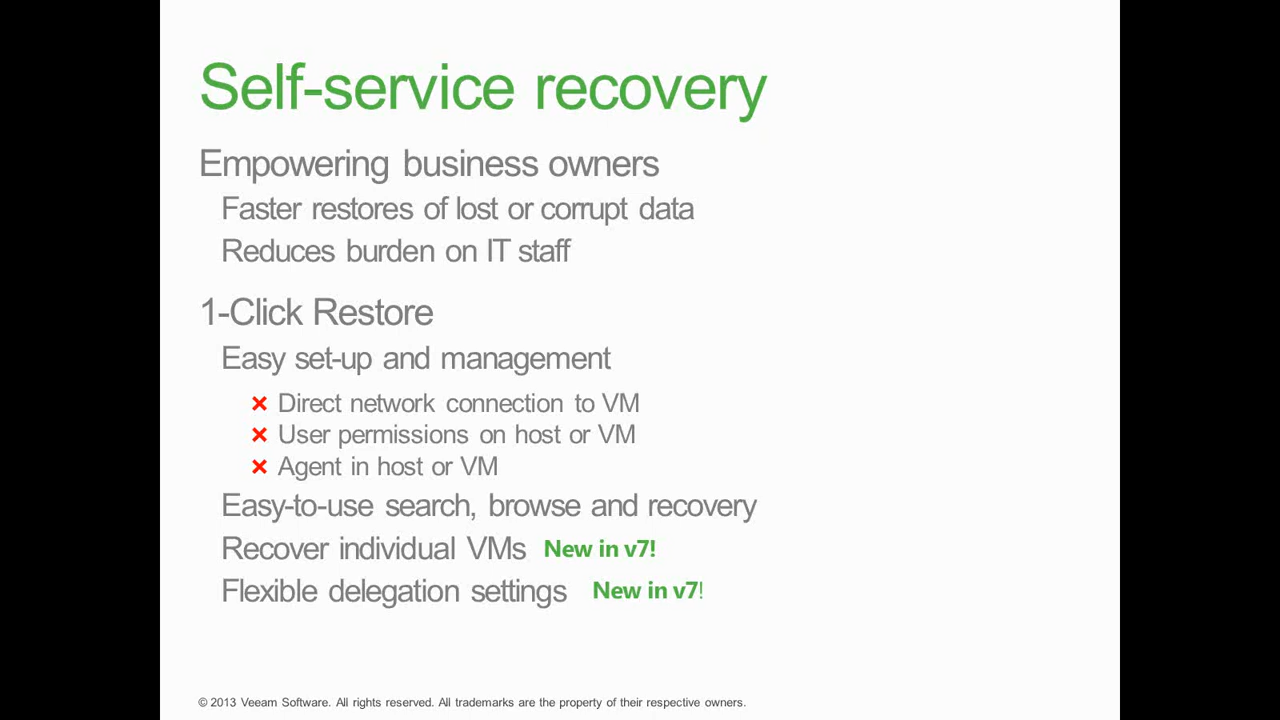 Self-service recovery
Empowering business owners
Faster restores of lost or corrupt data
Reduces burden on IT staff
1-Click Restore
Easy set-up and management
× Direct network connection to VM
× User permissions on host or VM
× Agent in host or VM
Easy-to-use search, browse and recovery
Recover individual VMs New in v7!
Flexible delegation settings New in v7!
© 2013 Veeam Software. All rights reserved. All trademarks are the property of their respective owners.